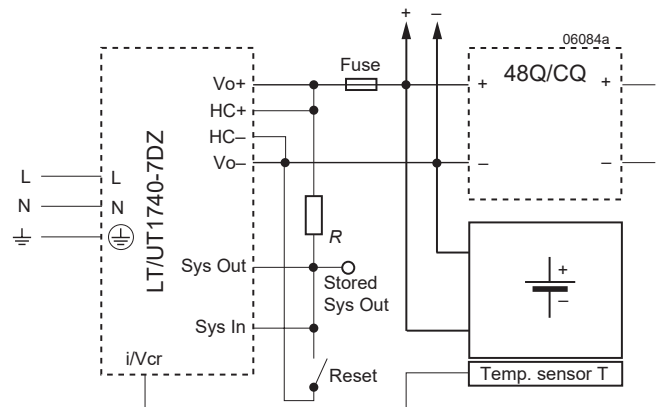 + –
06084a
Fuse
48Q/CQ
Vo+
+ +
HC+
HC–
Vo–
– –
LT/UT1740-7DZ
L L
N N
R
Sys Out
Stored
Sys Out
+
–
Sys In
i/Vcr
Reset
Temp. sensor T